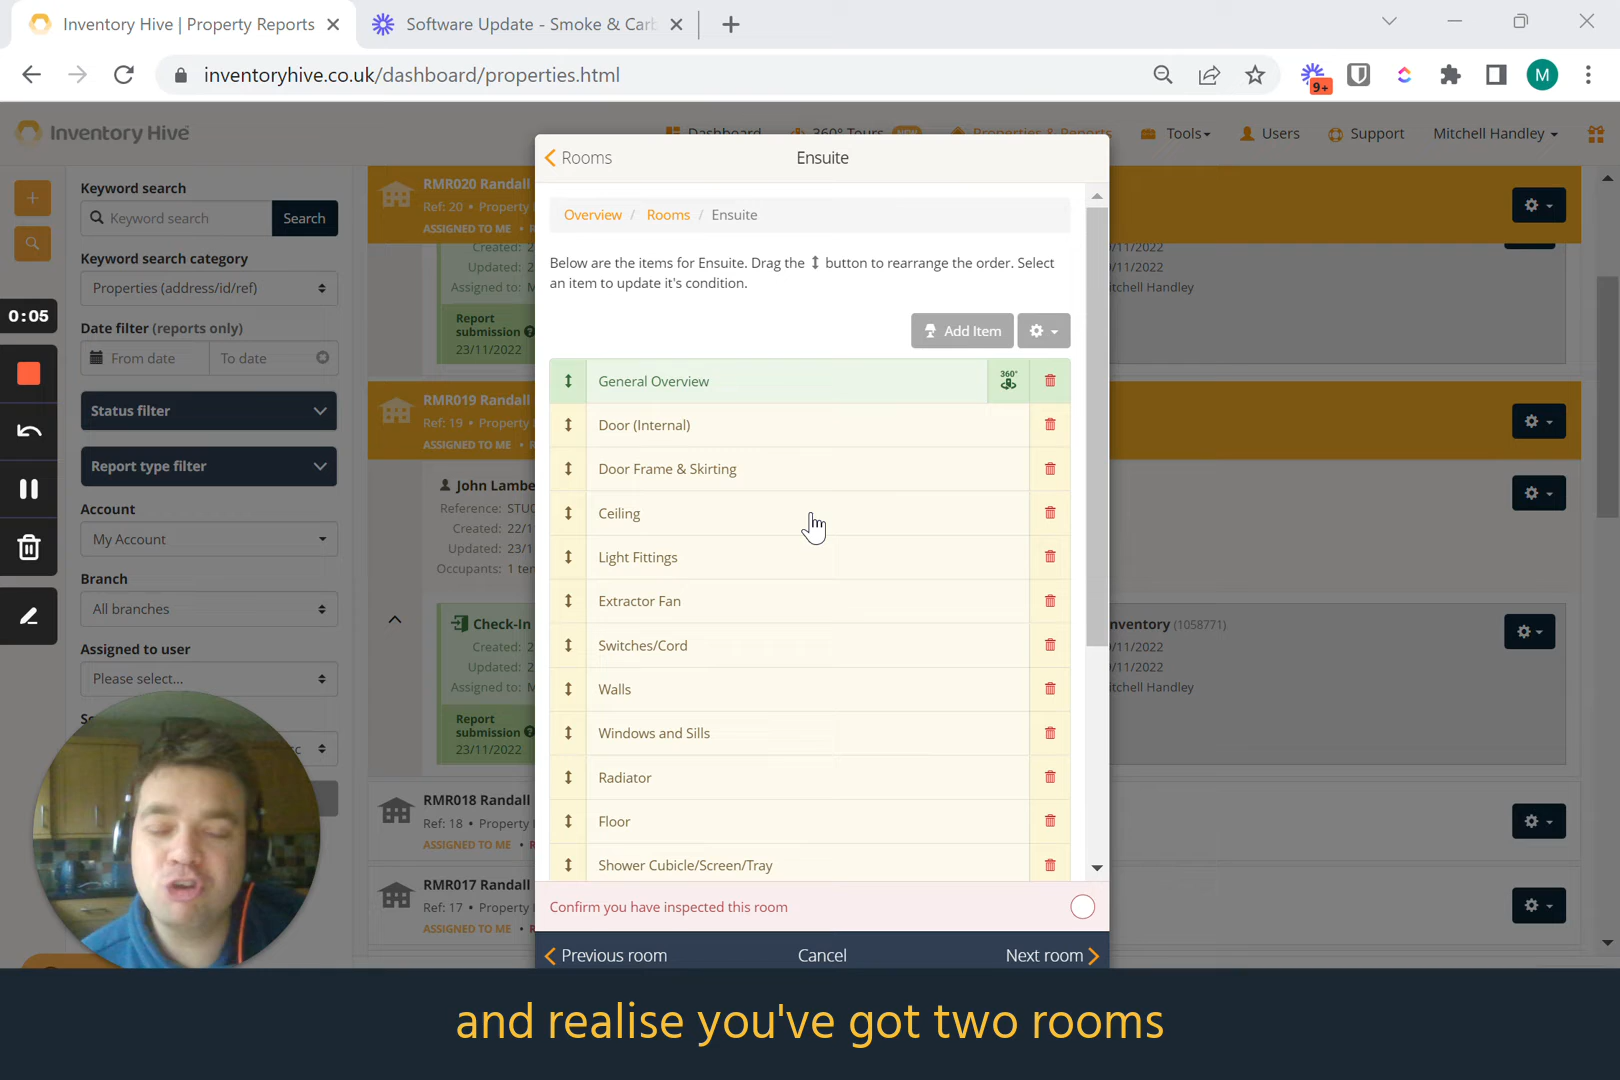 Inventory Hive | Property Reports
Software Update - Smoke & Carb
inventoryhive.co.uk/dashboard/properties.html
9+
M
Inventory Hive
Dashboard
360° Tours NEW
Properties & Reports
Tools
Users
Support
Mitchell Handley
Keyword search
Keyword search
Search
Keyword search category
Properties (address/id/ref)
0:05
Date filter (reports only)
From date
To date
Status filter
Report type filter
Account
My Account
Branch
All branches
Assigned to user
Please select...
RMR020 Randall
Ref: 20 • Property
ASSIGNED TO ME • R
Created: 2
Updated: 2
Assigned to: M
Report
submission
23/11/2022
RMR019 Randall
Ref: 19 • Property
ASSIGNED TO ME • R
John Lambe
Reference: STU
Created: 22/1
Updated: 23/1
Occupants: 1 ten
Check-In
Created: 2
Updated: 2
Assigned to: M
Report
submission
23/11/2022
RMR018 Randall
Ref: 18 • Property
ASSIGNED TO ME
RMR017 Randall
Ref: 17 • Property
ASSIGNED TO ME
Rooms
Ensuite
Overview / Rooms / Ensuite
Below are the items for Ensuite. Drag the button to rearrange the order. Select
an item to update it's condition.
Add Item
General Overview
360°
Door (Internal)
Door Frame & Skirting
Ceiling
Light Fittings
Extractor Fan
Switches/Cord
Walls
Windows and Sills
Radiator
Floor
Shower Cubicle/Screen/Tray
Confirm you have inspected this room
Previous room
Cancel
Next room
/11/2022
/11/2022
itchell Handley
nventory (1058771)
/11/2022
/11/2022
itchell Handley
and realise you've got two rooms